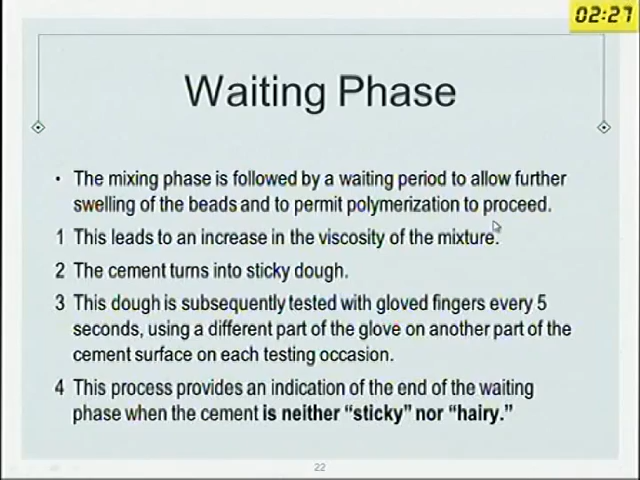 02:27
Waiting Phase
• The mixing phase is followed by a waiting period to allow further
swelling of the beads and to permit polymerization to proceed.
1 This leads to an increase in the viscosity of the mixture.
2 The cement turns into sticky dough.
3 This dough is subsequently tested with gloved fingers every 5
seconds, using a different part of the glove on another part of the
cement surface on each testing occasion.
4 This process provides an indication of the end of the waiting
phase when the cement is neither “sticky” nor “hairy.”
22